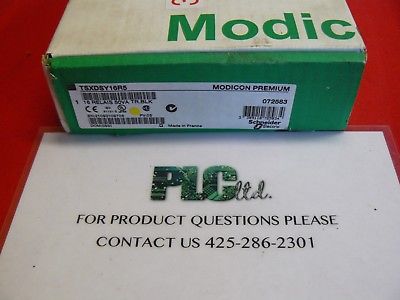 Modic
TSXDSY16R5
MODICON PREMIUM
1 16 RELAIS 50VA TR.BLK
072883
Made in France
Schneider
Electric
PLC ltd.
FOR PRODUCT QUESTIONS PLEASE
CONTACT US 425-286-2301